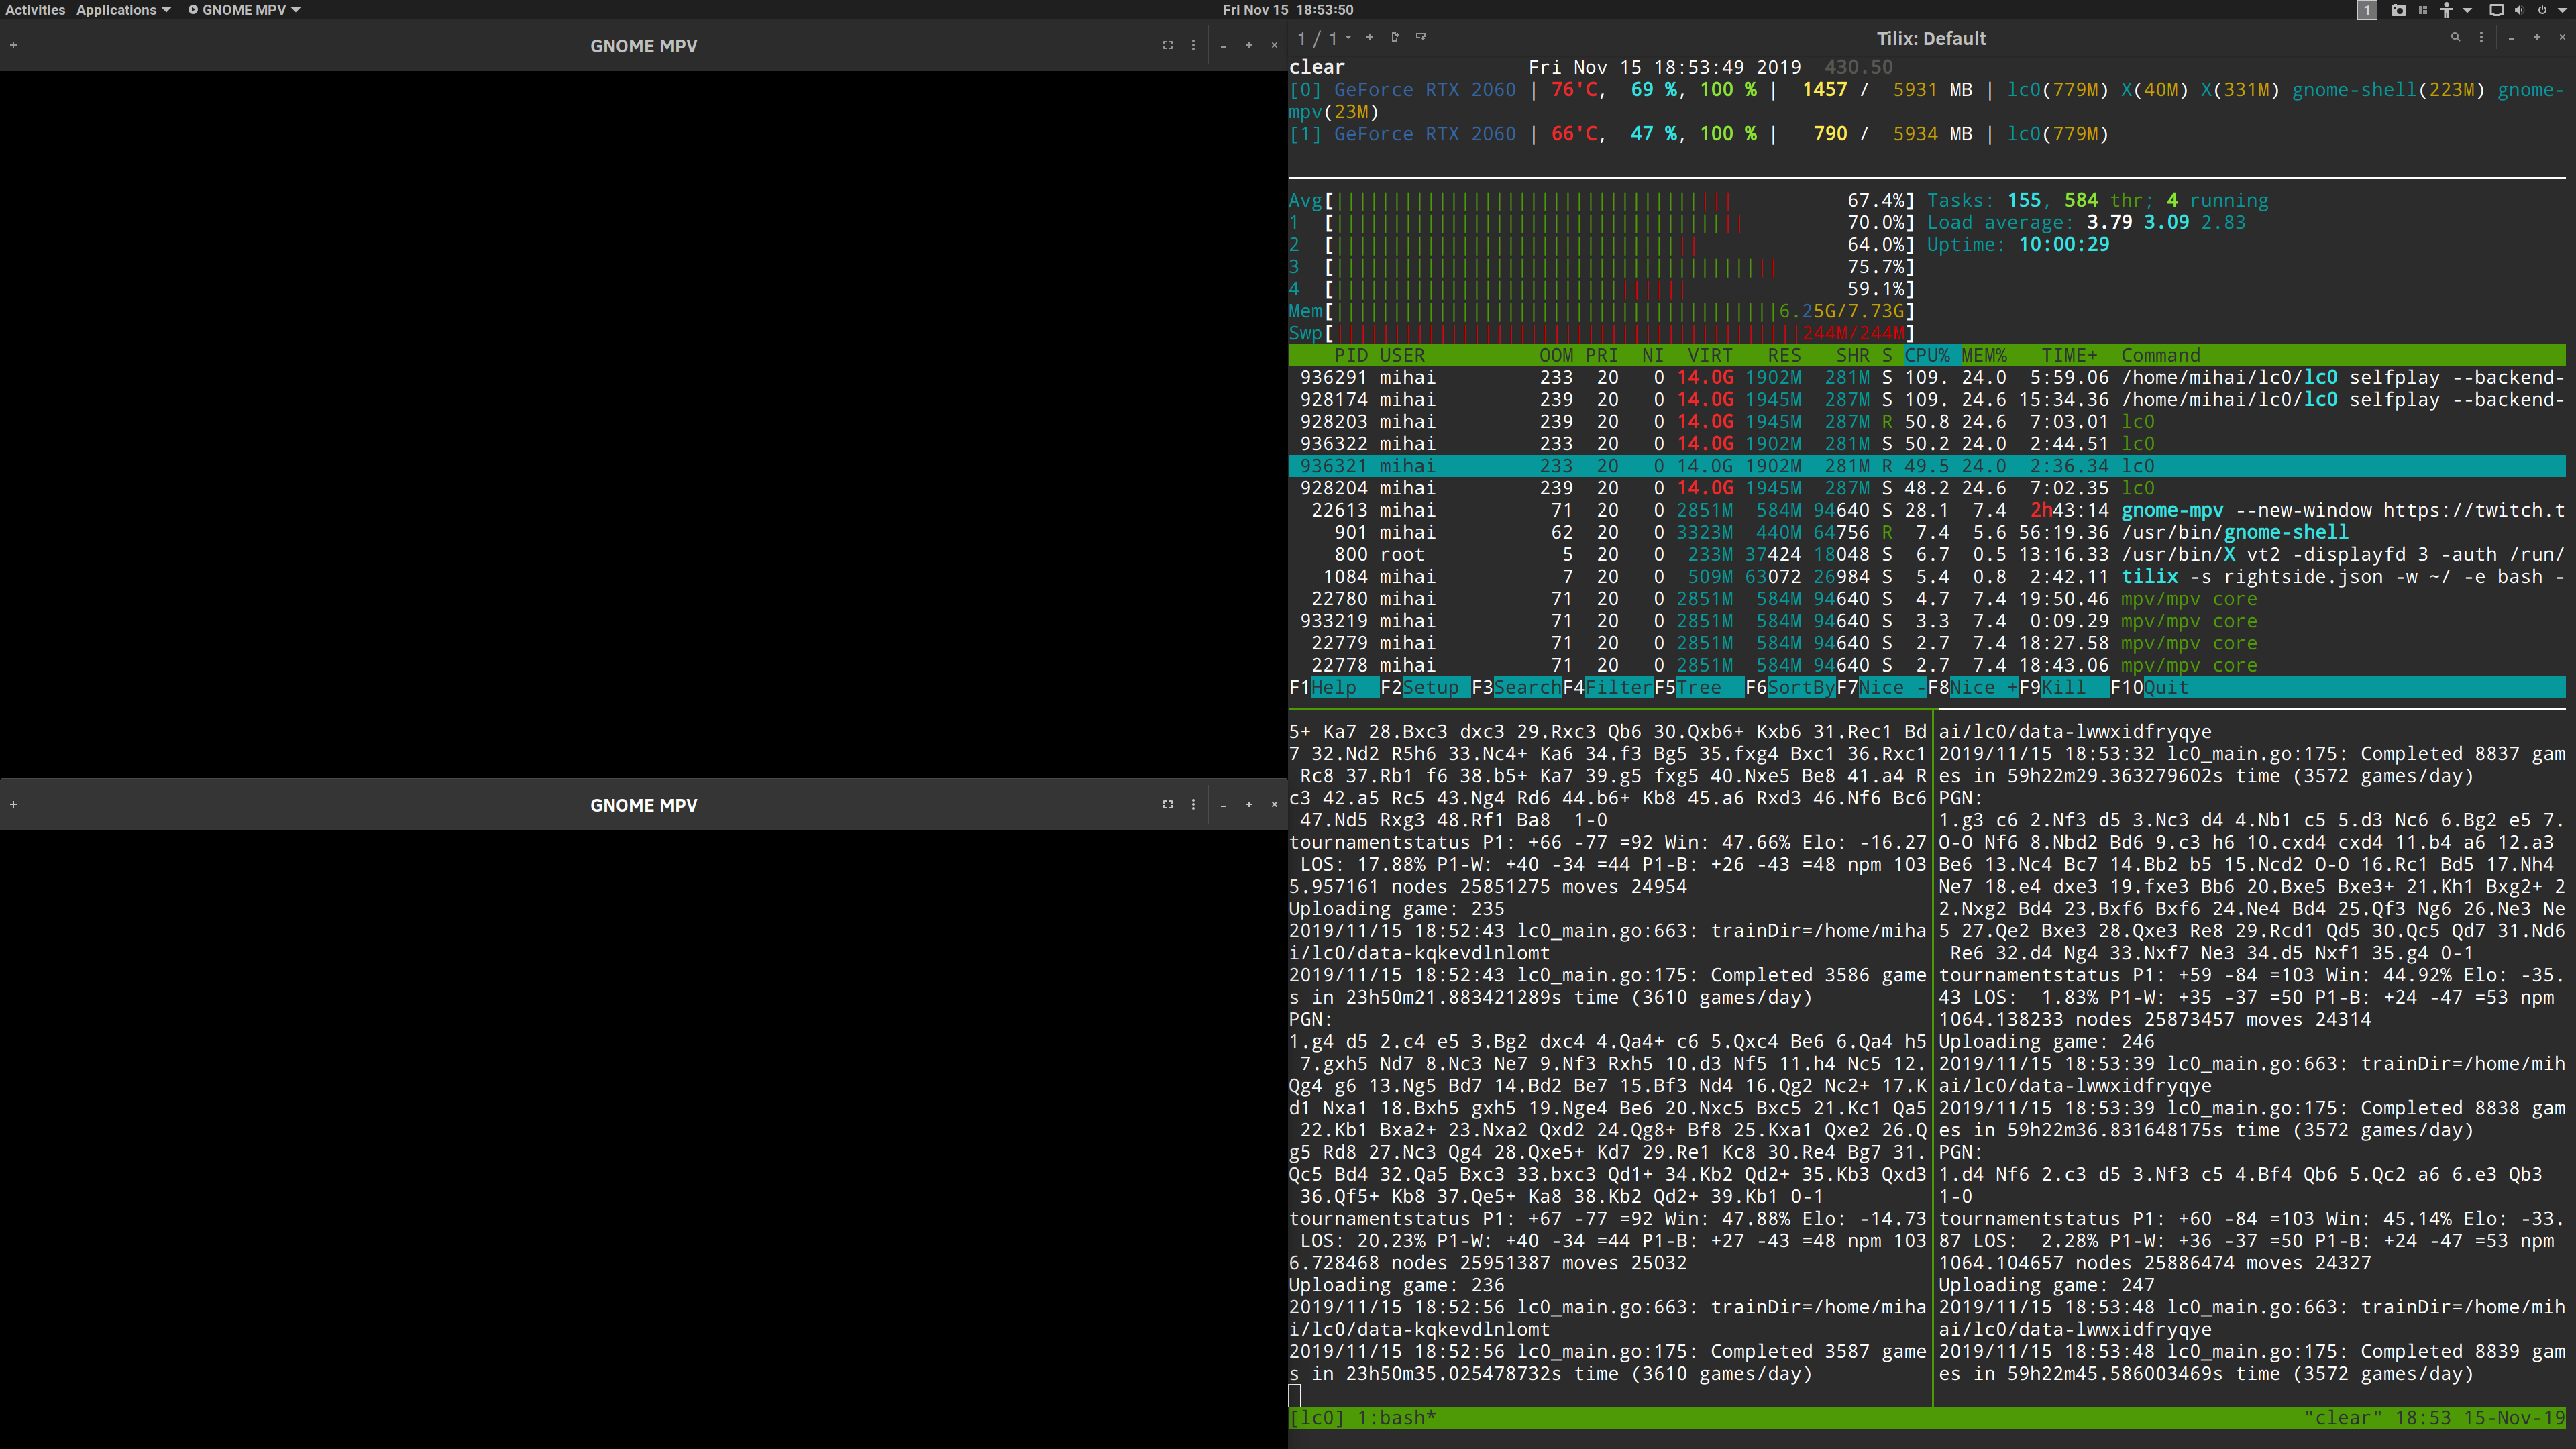 Activities Applications GNOME MPV Fri Nov 15 18:53:50 1
GNOME MPV
GNOME MPV
1 / 1 Tilix: Default
clear Fri Nov 15 18:53:49 2019 430.50
[0] GeForce RTX 2060 | 76'C, 69 %, 100 % | 1457 / 5931 MB | lc0(779M) X(40M) X(331M) gnome-shell(223M) gnome-
mpv(23M)
[1] GeForce RTX 2060 | 66'C, 47 %, 100 % | 790 / 5934 MB | lc0(779M)
Avg[ 67.4%] Tasks: 155, 584 thr; 4 running
1 [ 70.0%] Load average: 3.79 3.09 2.83
2 [ 64.0%] Uptime: 10:00:29
3 [ 75.7%]
4 [ 59.1%]
Mem[ 6.25G/7.73G]
Swp[ 244M/244M]
PID USER OOM PRI NI VIRT RES SHR S CPU% MEM% TIME+ Command
936291 mihai 233 20 0 14.0G 1902M 281M S 109. 24.0 5:59.06 /home/mihai/lc0/lc0 selfplay --backend-
928174 mihai 239 20 0 14.0G 1945M 287M S 109. 24.6 15:34.36 /home/mihai/lc0/lc0 selfplay --backend-
928203 mihai 239 20 0 14.0G 1945M 287M R 50.8 24.6 7:03.01 lc0
936322 mihai 233 20 0 14.0G 1902M 281M S 50.2 24.0 2:44.51 lc0
936321 mihai 233 20 0 14.0G 1902M 281M R 49.5 24.0 2:36.34 lc0
928204 mihai 239 20 0 14.0G 1945M 287M S 48.2 24.6 7:02.35 lc0
22613 mihai 71 20 0 2851M 584M 94640 S 28.1 7.4 2h43:14 gnome-mpv --new-window https://twitch.t
901 mihai 62 20 0 3323M 440M 64756 R 7.4 5.6 56:19.36 /usr/bin/gnome-shell
800 root 5 20 0 233M 37424 18048 S 6.7 0.5 13:16.33 /usr/bin/X vt2 -displayfd 3 -auth /run/
1084 mihai 7 20 0 509M 63072 26984 S 5.4 0.8 2:42.11 tilix -s rightside.json -w ~/ -e bash -
22780 mihai 71 20 0 2851M 584M 94640 S 4.7 7.4 19:50.46 mpv/mpv core
933219 mihai 71 20 0 2851M 584M 94640 S 3.3 7.4 0:09.29 mpv/mpv core
22779 mihai 71 20 0 2851M 584M 94640 S 2.7 7.4 18:27.58 mpv/mpv core
22778 mihai 71 20 0 2851M 584M 94640 S 2.7 7.4 18:43.06 mpv/mpv core
F1Help F2Setup F3SearchF4FilterF5Tree F6SortByF7Nice -F8Nice +F9Kill F10Quit
5+ Ka7 28.Bxc3 dxc3 29.Rxc3 Qb6 30.Qxb6+ Kxb6 31.Rec1 Bd
7 32.Nd2 R5h6 33.Nc4+ Ka6 34.f3 Bg5 35.fxg4 Bxc1 36.Rxc1
Rc8 37.Rb1 f6 38.b5+ Ka7 39.g5 fxg5 40.Nxe5 Be8 41.a4 R
c3 42.a5 Rc5 43.Ng4 Rd6 44.b6+ Kb8 45.a6 Rxd3 46.Nf6 Bc6
47.Nd5 Rxg3 48.Rf1 Ba8 1-0
tournamentstatus P1: +66 -77 =92 Win: 47.66% Elo: -16.27
LOS: 17.88% P1-W: +40 -34 =44 P1-B: +26 -43 =48 npm 103
5.957161 nodes 25851275 moves 24954
Uploading game: 235
2019/11/15 18:52:43 lc0_main.go:663: trainDir=/home/miha
i/lc0/data-kqkevdlnlomt
2019/11/15 18:52:43 lc0_main.go:175: Completed 3586 game
s in 23h50m21.883421289s time (3610 games/day)
PGN:
1.g4 d5 2.c4 e5 3.Bg2 dxc4 4.Qa4+ c6 5.Qxc4 Be6 6.Qa4 h5
7.gxh5 Nd7 8.Nc3 Ne7 9.Nf3 Rxh5 10.d3 Nf5 11.h4 Nc5 12.
Qg4 g6 13.Ng5 Bd7 14.Bd2 Be7 15.Bf3 Nd4 16.Qg2 Nc2+ 17.K
d1 Nxa1 18.Bxh5 gxh5 19.Nge4 Be6 20.Nxc5 Bxc5 21.Kc1 Qa5
22.Kb1 Bxa2+ 23.Nxa2 Qxd2 24.Qg8+ Bf8 25.Kxa1 Qxe2 26.Q
g5 Rd8 27.Nc3 Qg4 28.Qxe5+ Kd7 29.Re1 Kc8 30.Re4 Bg7 31.
Qc5 Bd4 32.Qa5 Bxc3 33.bxc3 Qd1+ 34.Kb2 Qd2+ 35.Kb3 Qxd3
36.Qf5+ Kb8 37.Qe5+ Ka8 38.Kb2 Qd2+ 39.Kb1 0-1
tournamentstatus P1: +67 -77 =92 Win: 47.88% Elo: -14.73
LOS: 20.23% P1-W: +40 -34 =44 P1-B: +27 -43 =48 npm 103
6.728468 nodes 25951387 moves 25032
Uploading game: 236
2019/11/15 18:52:56 lc0_main.go:663: trainDir=/home/miha
i/lc0/data-kqkevdlnlomt
2019/11/15 18:52:56 lc0_main.go:175: Completed 3587 game
s in 23h50m35.025478732s time (3610 games/day)
ai/lc0/data-lwwxidfryqye
2019/11/15 18:53:32 lc0_main.go:175: Completed 8837 gam
es in 59h22m29.363279602s time (3572 games/day)
PGN:
1.g3 c6 2.Nf3 d5 3.Nc3 d4 4.Nb1 c5 5.d3 Nc6 6.Bg2 e5 7.
O-O Nf6 8.Nbd2 Bd6 9.c3 h6 10.cxd4 cxd4 11.b4 a6 12.a3
Be6 13.Nc4 Bc7 14.Bb2 b5 15.Ncd2 O-O 16.Rc1 Bd5 17.Nh4
Ne7 18.e4 dxe3 19.fxe3 Bb6 20.Bxe5 Bxe3+ 21.Kh1 Bxg2+ 2
2.Nxg2 Bd4 23.Bxf6 Bxf6 24.Ne4 Bd4 25.Qf3 Ng6 26.Ne3 Ne
5 27.Qe2 Bxe3 28.Qxe3 Re8 29.Rcd1 Qd5 30.Qc5 Qd7 31.Nd6
Re6 32.d4 Ng4 33.Nxf7 Ne3 34.d5 Nxf1 35.g4 0-1
tournamentstatus P1: +59 -84 =103 Win: 44.92% Elo: -35.
43 LOS: 1.83% P1-W: +35 -37 =50 P1-B: +24 -47 =53 npm
1064.138233 nodes 25873457 moves 24314
Uploading game: 246
2019/11/15 18:53:39 lc0_main.go:663: trainDir=/home/mih
ai/lc0/data-lwwxidfryqye
2019/11/15 18:53:39 lc0_main.go:175: Completed 8838 gam
es in 59h22m36.831648175s time (3572 games/day)
PGN:
1.d4 Nf6 2.c3 d5 3.Nf3 c5 4.Bf4 Qb6 5.Qc2 a6 6.e3 Qb3
1-0
tournamentstatus P1: +60 -84 =103 Win: 45.14% Elo: -33.
87 LOS: 2.28% P1-W: +36 -37 =50 P1-B: +24 -47 =53 npm
1064.104657 nodes 25886474 moves 24327
Uploading game: 247
2019/11/15 18:53:48 lc0_main.go:663: trainDir=/home/mih
ai/lc0/data-lwwxidfryqye
2019/11/15 18:53:48 lc0_main.go:175: Completed 8839 gam
es in 59h22m45.586003469s time (3572 games/day)
[lc0] 1:bash* "clear" 18:53 15-Nov-19